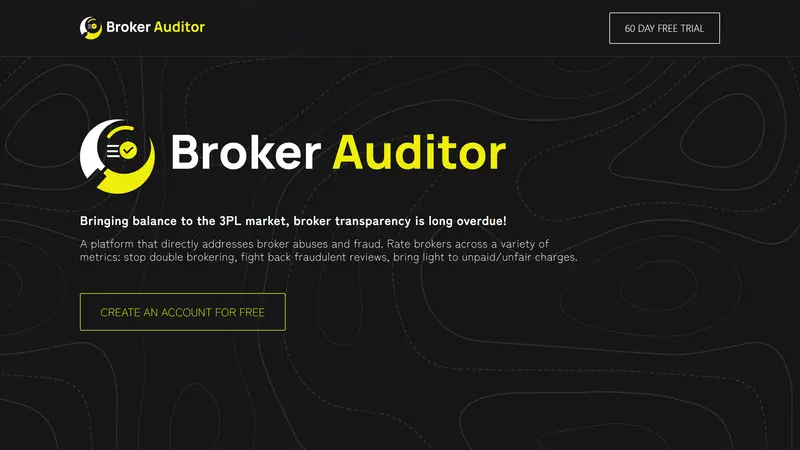 Broker Auditor
60 DAY FREE TRIAL
Broker Auditor
Bringing balance to the 3PL market, broker transparency is long overdue!
A platform that directly addresses broker abuses and fraud. Rate brokers across a variety of
metrics: stop double brokering, fight back fraudulent reviews, bring light to unpaid/unfair charges.
CREATE AN ACCOUNT FOR FREE